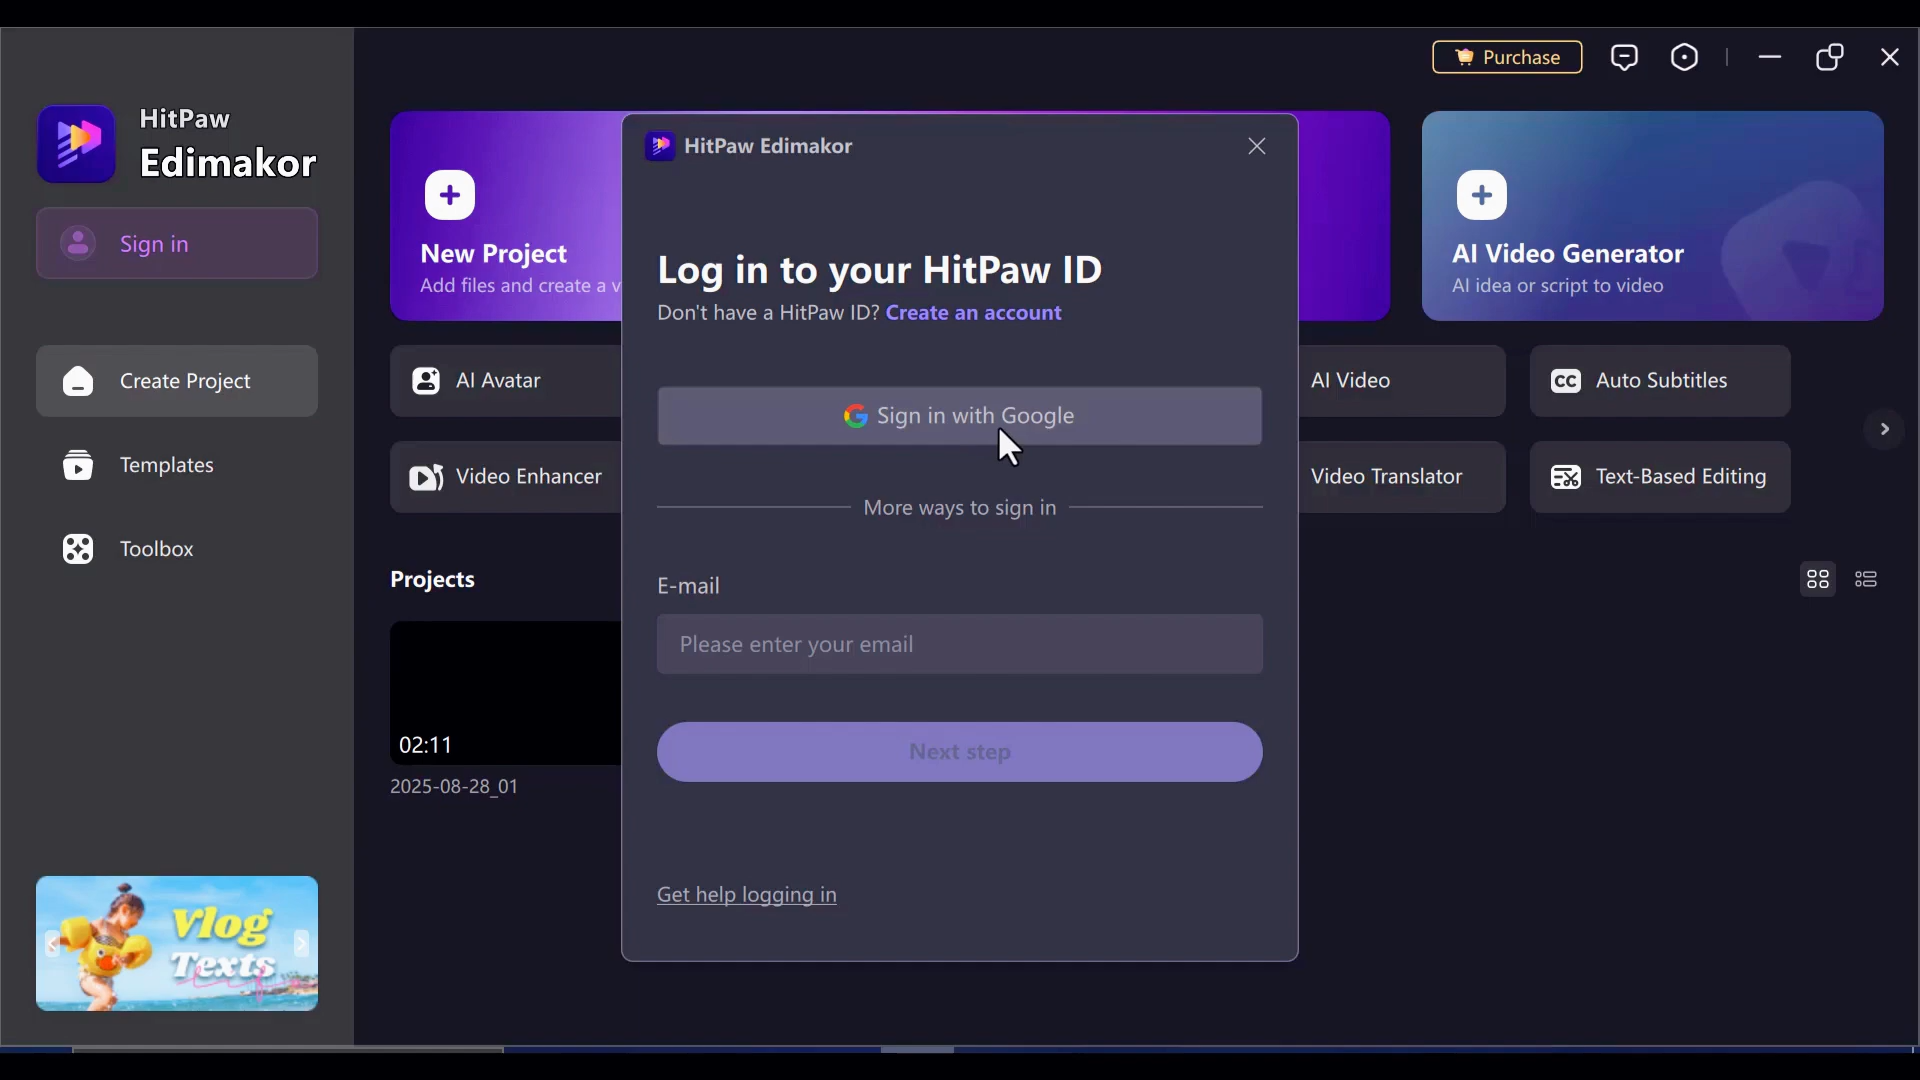 Purchase
HitPaw
Edimakor
Sign in
Create Project
Templates
Toolbox
Vlog
Texts
New Project
Add files and create a v
AI Video Generator
AI idea or script to video
AI Avatar
AI Video
Auto Subtitles
Video Enhancer
Video Translator
Text-Based Editing
Projects
02:11
2025-08-28_01
HitPaw Edimakor
Log in to your HitPaw ID
Don't have a HitPaw ID? Create an account
Sign in with Google
More ways to sign in
E-mail
Please enter your email
Next step
Get help logging in